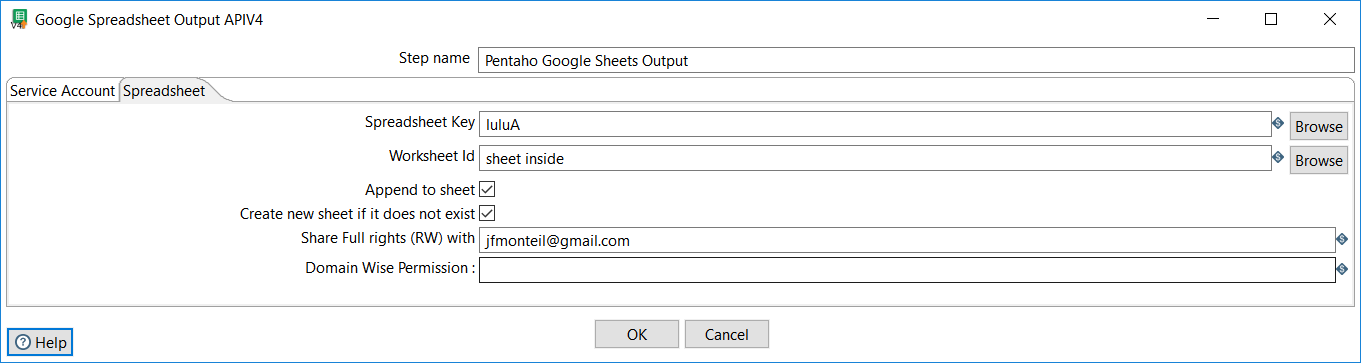 V4
Google Spreadsheet Output APIV4
Step name Pentaho Google Sheets Output
Service Account Spreadsheet
Spreadsheet Key luluA Browse
Worksheet Id sheet inside Browse
Append to sheet
Create new sheet if it does not exist
Share Full rights (RW) with jfmonteil@gmail.com
Domain Wise Permission :
Help OK Cancel